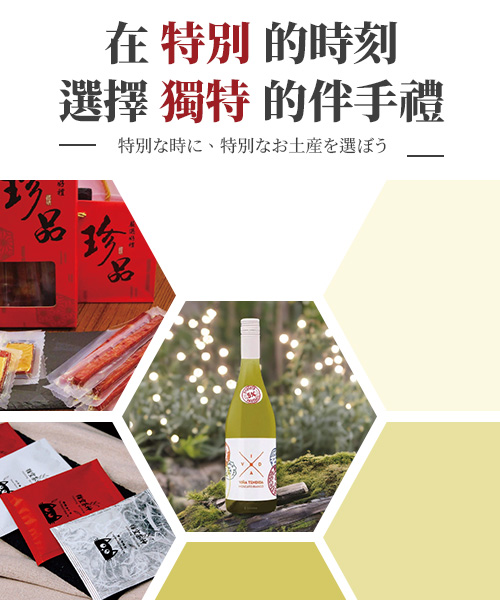 在 特別 的時刻
選擇 獨特 的伴手禮
特別な時に、特別なお土産を選ぼう
珍品
珍品
V I D A